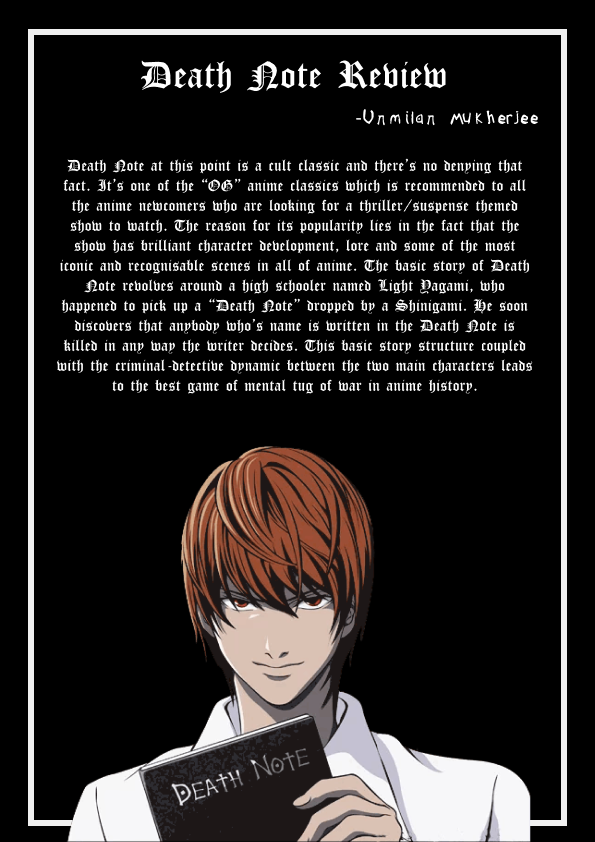 Death Note Review
-Unmilan Mukherjee
Death Note at this point is a cult classic and there's no denying that
fact. It's one of the "OG" anime classics which is recommended to all
the anime newcomers who are looking for a thriller/suspense themed
show to watch. The reason for its popularity lies in the fact that the
show has brilliant character development, lore and some of the most
iconic and recognisable scenes in all of anime. The basic story of Death
Note revolves around a high schooler named Light Yagami, who
happened to pick up a "Death Note" dropped by a Shinigami. He soon
discovers that anybody who's name is written in the Death Note is
killed in any way the writer decides. This basic story structure coupled
with the criminal-detective dynamic between the two main characters leads
to the best game of mental tug of war in anime history.
DEATH NOTE